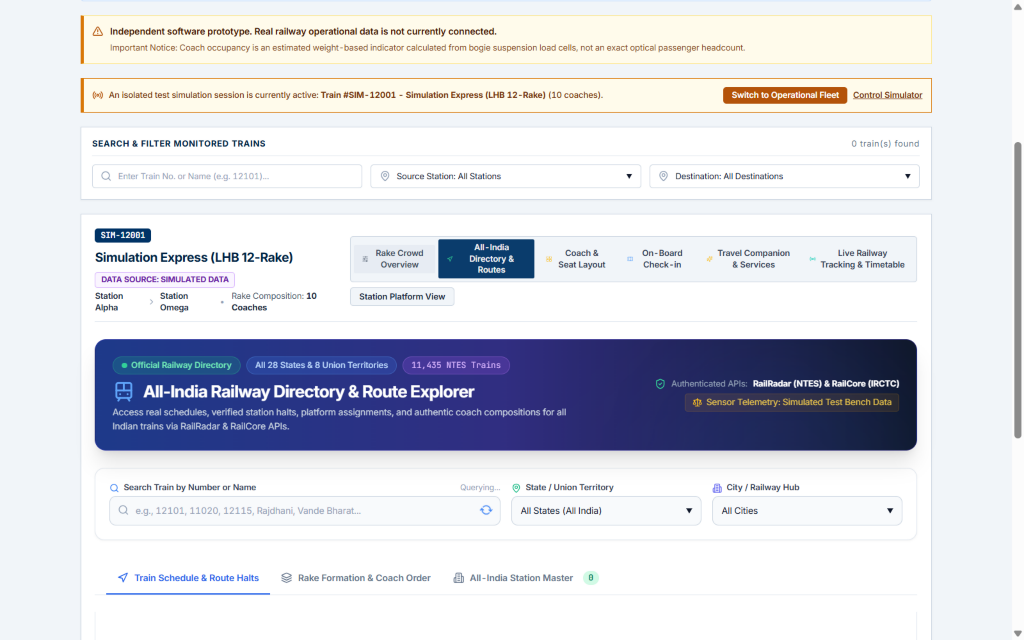 Independent software prototype. Real railway operational data is not currently connected.
Important Notice: Coach occupancy is an estimated weight-based indicator calculated from bogie suspension load cells, not an exact optical passenger headcount.
An isolated test simulation session is currently active: Train #SIM-12001 - Simulation Express (LHB 12-Rake) (10 coaches).
Switch to Operational Fleet
Control Simulator
SEARCH & FILTER MONITORED TRAINS
0 train(s) found
Enter Train No. or Name (e.g. 12101)...
Source Station: All Stations
Destination: All Destinations
SIM-12001
Simulation Express (LHB 12-Rake)
DATA SOURCE: SIMULATED DATA
Station Alpha
Station Omega
• Rake Composition: 10 Coaches
Rake Crowd Overview
All-India Directory & Routes
Coach & Seat Layout
On-Board Check-in
Travel Companion & Services
Live Railway Tracking & Timetable
Station Platform View
Official Railway Directory
All 28 States & 8 Union Territories
11,435 NTES Trains
All-India Railway Directory & Route Explorer
Access real schedules, verified station halts, platform assignments, and authentic coach compositions for all
Indian trains via RailRadar & RailCore APIs.
Authenticated APIs: RailRadar (NTES) & RailCore (IRCTC)
Sensor Telemetry: Simulated Test Bench Data
Search Train by Number or Name
Querying...
State / Union Territory
City / Railway Hub
e.g., 12101, 11020, 12115, Rajdhani, Vande Bharat...
All States (All India)
All Cities
Train Schedule & Route Halts
Rake Formation & Coach Order
All-India Station Master
0